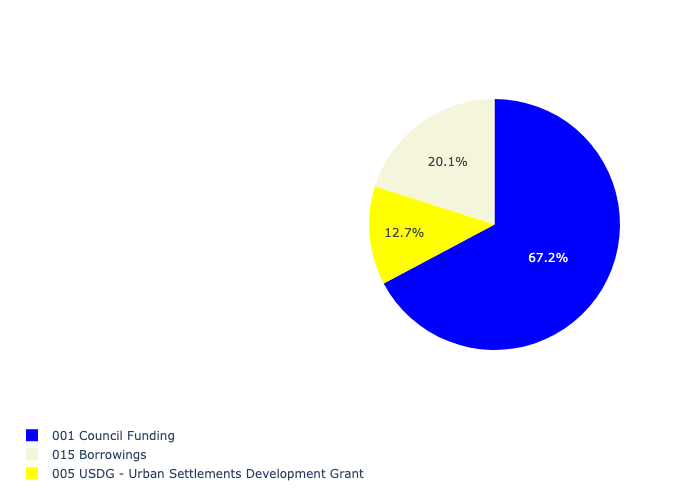 20.1%
12.7%
67.2%
001 Council Funding
015 Borrowings
005 USDG - Urban Settlements Development Grant